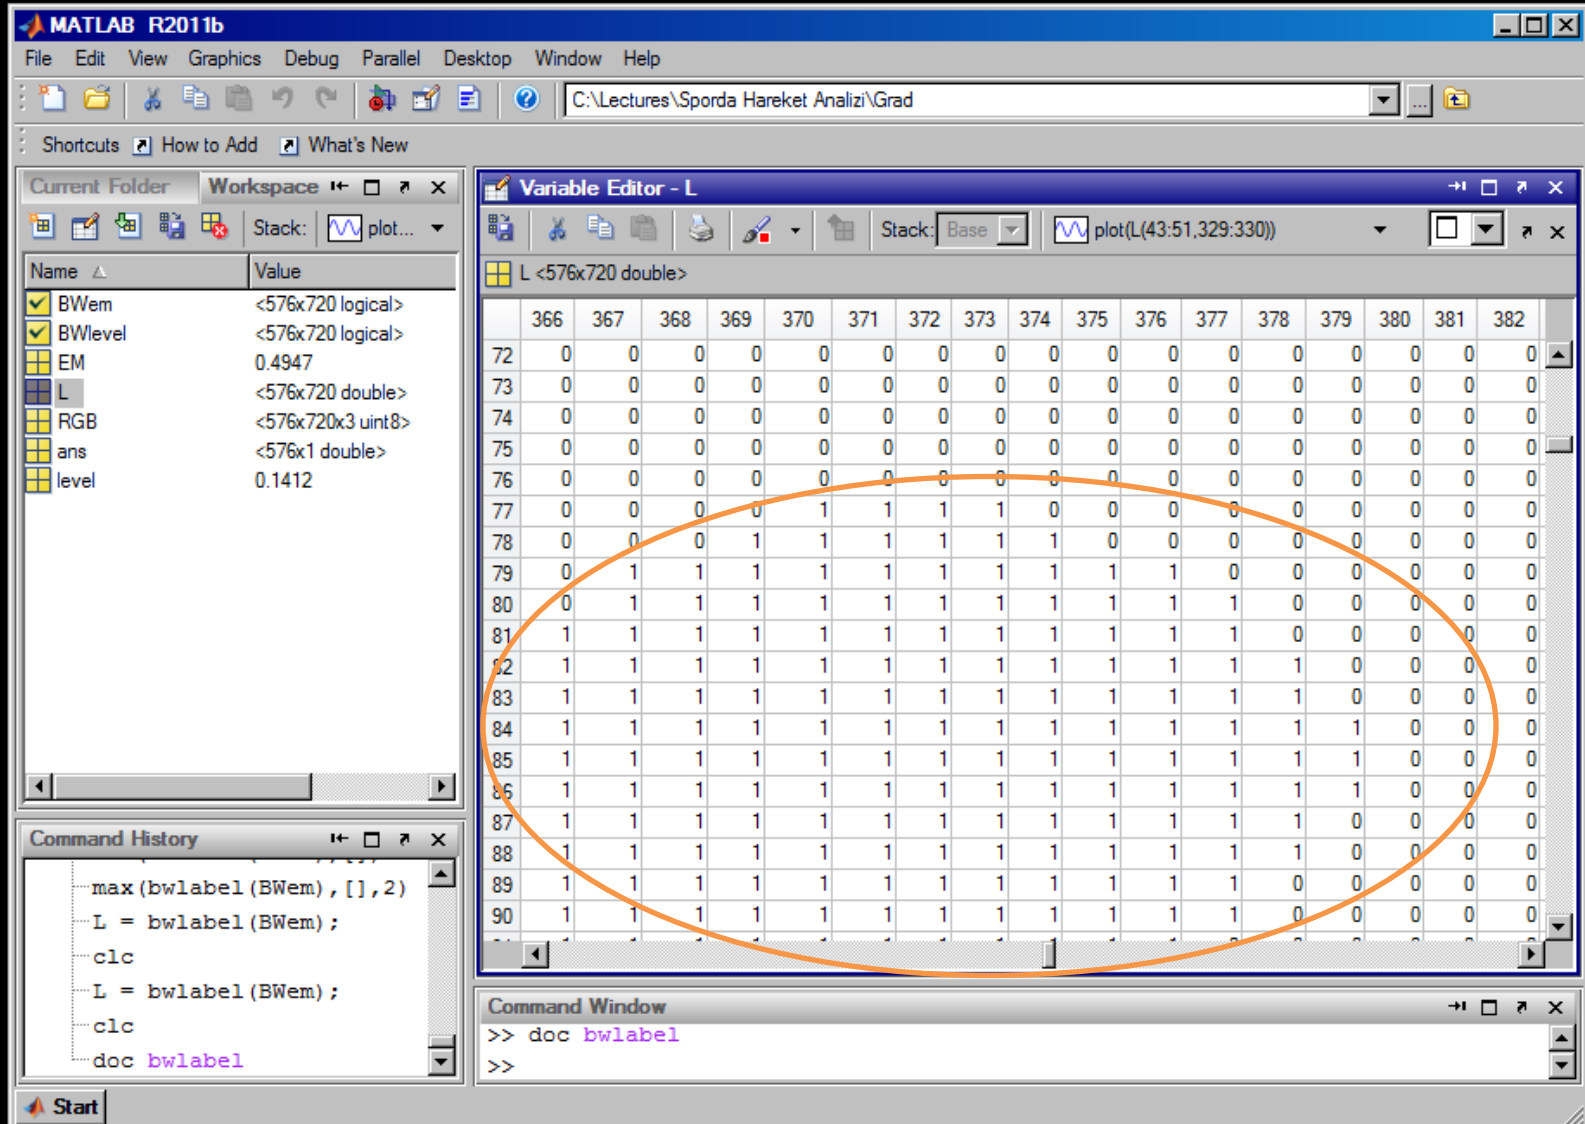 MATLAB R2011b
File Edit View Graphics Debug Parallel Desktop Window Help
C:\Lectures\Sporda Hareket Analizi\Grad
...
Shortcuts How to Add What's New
Current Folder Workspace
Stack: plot...
Name Value
BWem <576x720 logical>
BWlevel <576x720 logical>
EM 0.4947
L <576x720 double>
RGB <576x720x3 uint8>
ans <576x1 double>
level 0.1412
Command History
max(bwlabel(BWem),[],2)
L = bwlabel(BWem);
clc
L = bwlabel(BWem);
clc
doc bwlabel
Variable Editor - L
Stack: Base plot(L(43:51,329:330))
L <576x720 double>
366 367 368 369 370 371 372 373 374 375 376 377 378 379 380 381 382
72 0 0 0 0 0 0 0 0 0 0 0 0 0 0 0 0 0
73 0 0 0 0 0 0 0 0 0 0 0 0 0 0 0 0 0
74 0 0 0 0 0 0 0 0 0 0 0 0 0 0 0 0 0
75 0 0 0 0 0 0 0 0 0 0 0 0 0 0 0 0 0
76 0 0 0 0 0 0 0 0 0 0 0 0 0 0 0 0 0
77 0 0 0 0 1 1 1 1 0 0 0 0 0 0 0 0 0
78 0 0 0 1 1 1 1 1 1 0 0 0 0 0 0 0 0
79 0 1 1 1 1 1 1 1 1 1 1 0 0 0 0 0 0
80 0 1 1 1 1 1 1 1 1 1 1 1 0 0 0 0 0
81 1 1 1 1 1 1 1 1 1 1 1 1 0 0 0 0 0
82 1 1 1 1 1 1 1 1 1 1 1 1 1 0 0 0 0
83 1 1 1 1 1 1 1 1 1 1 1 1 1 0 0 0 0
84 1 1 1 1 1 1 1 1 1 1 1 1 1 1 0 0 0
85 1 1 1 1 1 1 1 1 1 1 1 1 1 1 0 0 0
86 1 1 1 1 1 1 1 1 1 1 1 1 1 1 0 0 0
87 1 1 1 1 1 1 1 1 1 1 1 1 1 0 0 0 0
88 1 1 1 1 1 1 1 1 1 1 1 1 1 0 0 0 0
89 1 1 1 1 1 1 1 1 1 1 1 1 0 0 0 0 0
90 1 1 1 1 1 1 1 1 1 1 1 1 0 0 0 0 0
Command Window
>> doc bwlabel
>>
Start